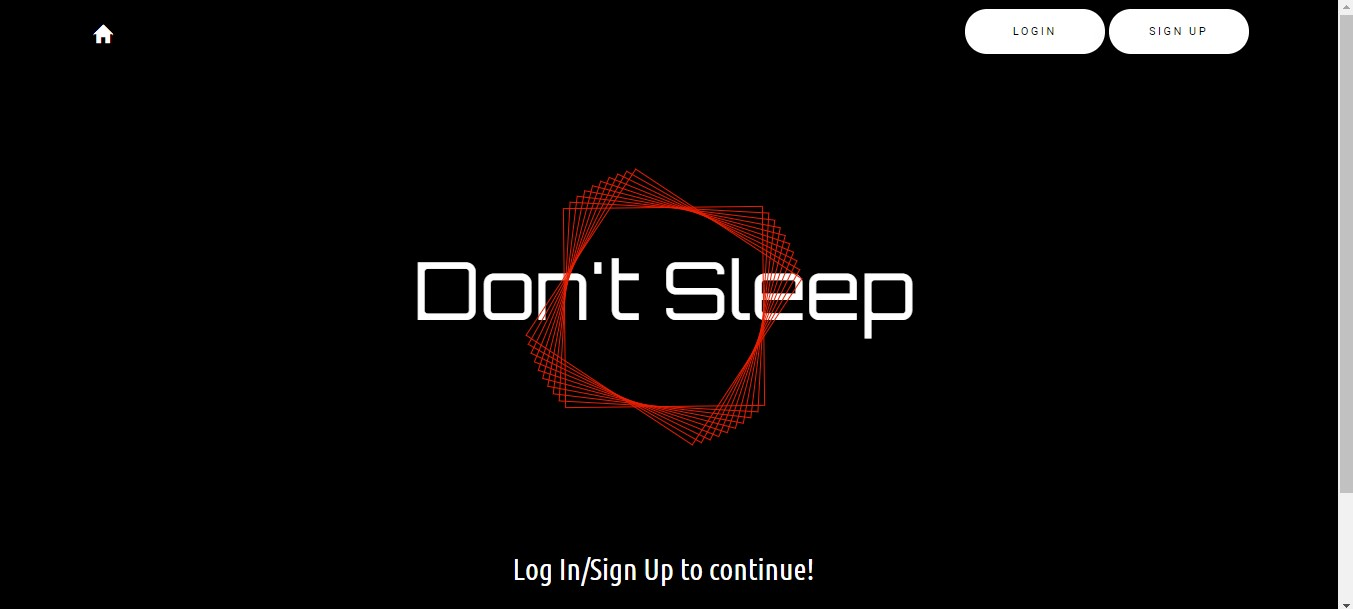 LOGIN SIGN UP
Don't Sleep
Log In/Sign Up to continue!